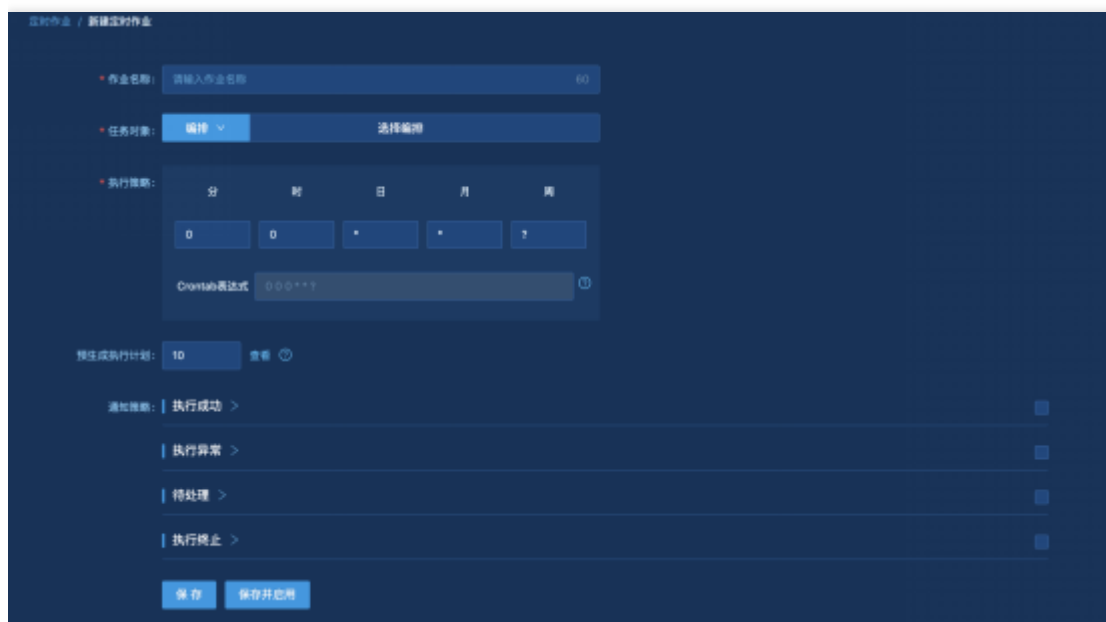 定时作业 / 新建定时作业
* 作业名称: 请输入作业名称 60
* 任务对象: 编排 选择编排
* 执行策略:
分 时 日 月 周
0 0 * * ?
Crontab表达式 0 0 0 * * ?
预生成执行计划: 10 查看
通知策略: 执行成功 >
执行异常 >
待处理 >
执行终止 >
保存 保存并启用